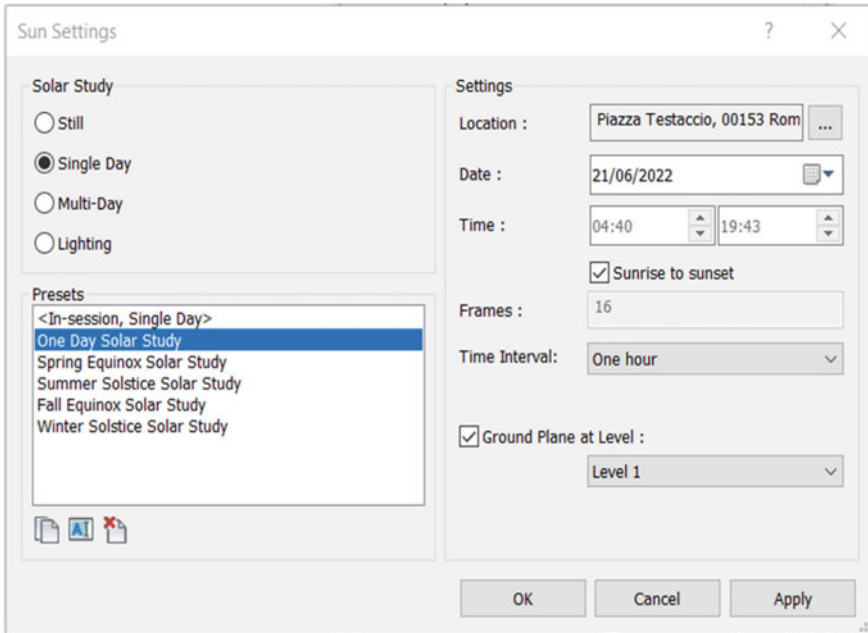 Sun Settings
?
Solar Study
Still
Single Day
Multi-Day
Lighting
Presets
<In-session, Single Day>
One Day Solar Study
Spring Equinox Solar Study
Summer Solstice Solar Study
Fall Equinox Solar Study
Winter Solstice Solar Study
AI
Settings
Location : Piazza Testaccio, 00153 Rom ...
Date : 21/06/2022
Time : 04:40 19:43
Sunrise to sunset
Frames : 16
Time Interval: One hour
Ground Plane at Level :
Level 1
OK Cancel Apply